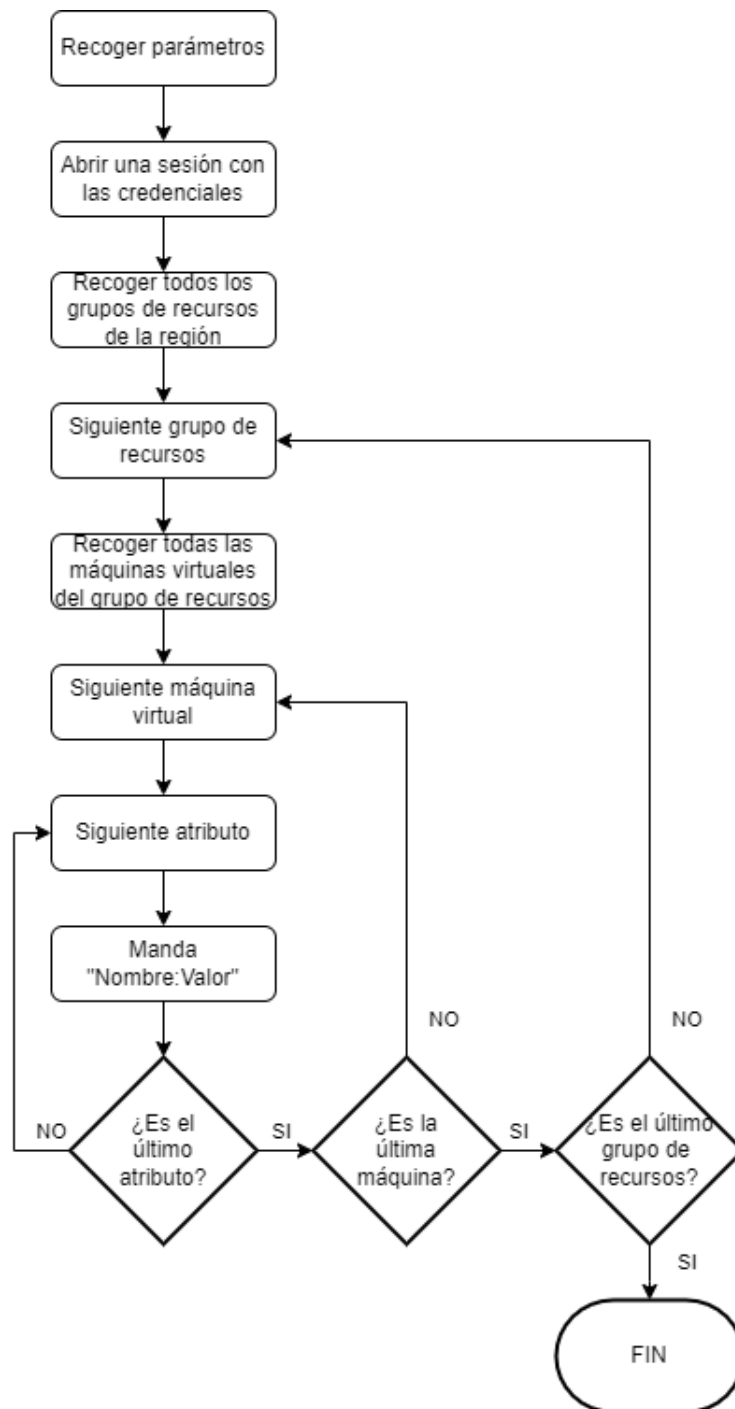 Recoger parámetros
Abrir una sesión con
las credenciales
Recoger todos los
grupos de recursos
de la región
Siguiente grupo de
recursos
Recoger todas las
máquinas virtuales
del grupo de recursos
Siguiente máquina
virtual
Siguiente atributo
Manda
"Nombre:Valor"
NO
NO
¿Es el
último
atributo?
NO
SI
¿Es la
última
máquina?
SI
¿Es el último
grupo de
recursos?
SI
FIN